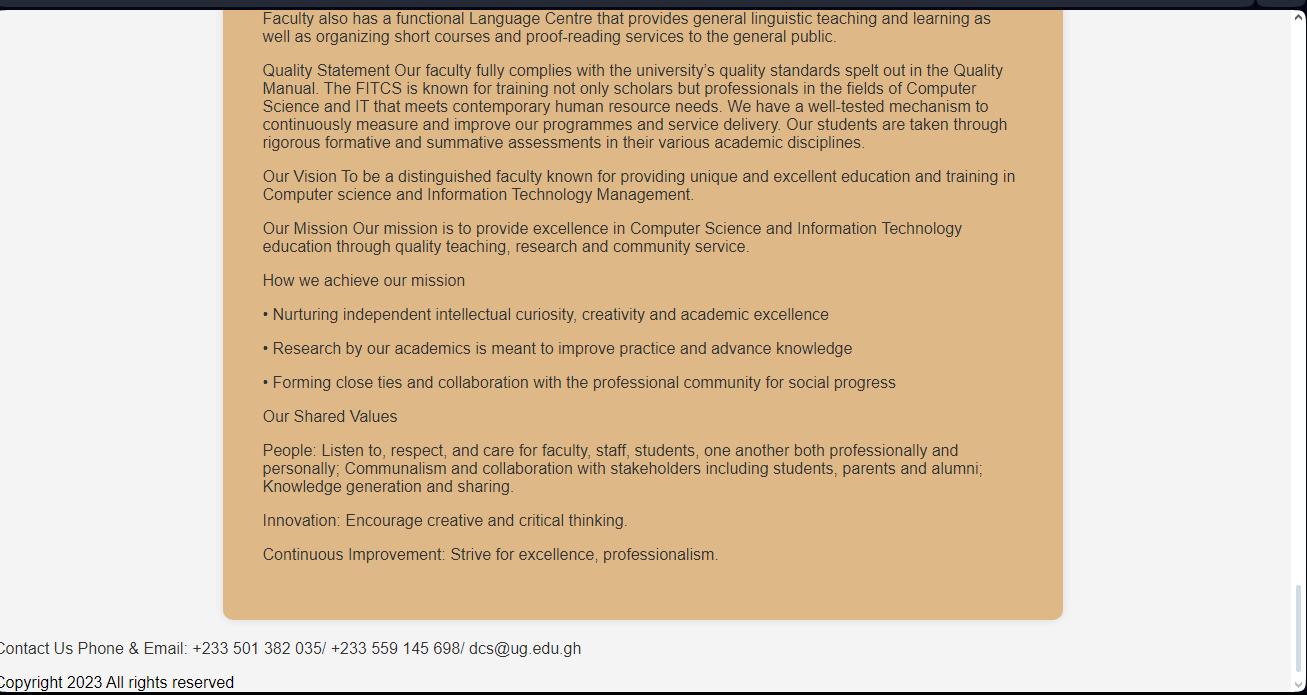 Faculty also has a functional Language Centre that provides general linguistic teaching and learning as
well as organizing short courses and proof-reading services to the general public.
Quality Statement Our faculty fully complies with the university’s quality standards spelt out in the Quality
Manual. The FITCS is known for training not only scholars but professionals in the fields of Computer
Science and IT that meets contemporary human resource needs. We have a well-tested mechanism to
continuously measure and improve our programmes and service delivery. Our students are taken through
rigorous formative and summative assessments in their various academic disciplines.
Our Vision To be a distinguished faculty known for providing unique and excellent education and training in
Computer science and Information Technology Management.
Our Mission Our mission is to provide excellence in Computer Science and Information Technology
education through quality teaching, research and community service.
How we achieve our mission
• Nurturing independent intellectual curiosity, creativity and academic excellence
• Research by our academics is meant to improve practice and advance knowledge
• Forming close ties and collaboration with the professional community for social progress
Our Shared Values
People: Listen to, respect, and care for faculty, staff, students, one another both professionally and
personally; Communalism and collaboration with stakeholders including students, parents and alumni;
Knowledge generation and sharing.
Innovation: Encourage creative and critical thinking.
Continuous Improvement: Strive for excellence, professionalism.
Contact Us Phone & Email: +233 501 382 035/ +233 559 145 698/ dcs@ug.edu.gh
Copyright 2023 All rights reserved